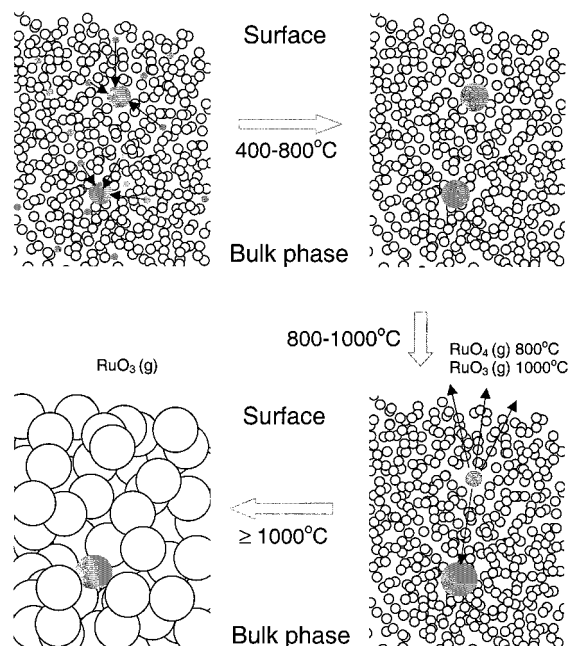 Surface
400-800°C
Bulk phase
800-1000°C
RuO₄ (g) 800°C
RuO₃ (g) 1000°C
RuO₃ (g)
Surface
≥ 1000°C
Bulk phase